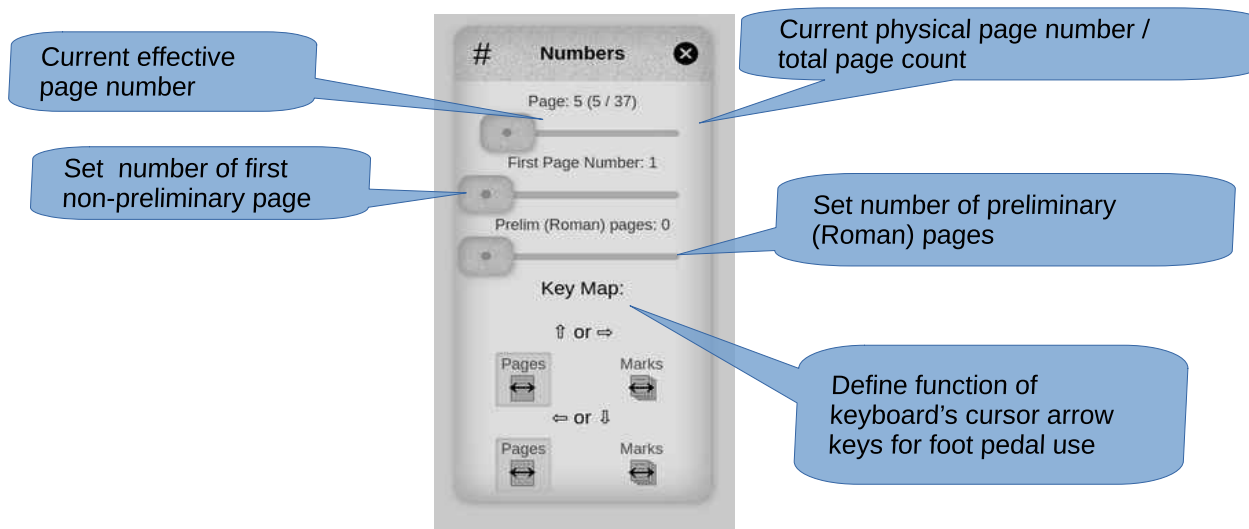 Current effective
page number
Current physical page number /
total page count
# Numbers
Page: 5 (5 / 37)
First Page Number: 1
Set  number of first
non-preliminary page
Prelim (Roman) pages: 0
Set number of preliminary
(Roman) pages
Key Map:
⇧ or ⇨
Pages Marks
⇦ or ⇩
Pages Marks
Define function of
keyboard’s cursor arrow
keys for foot pedal use